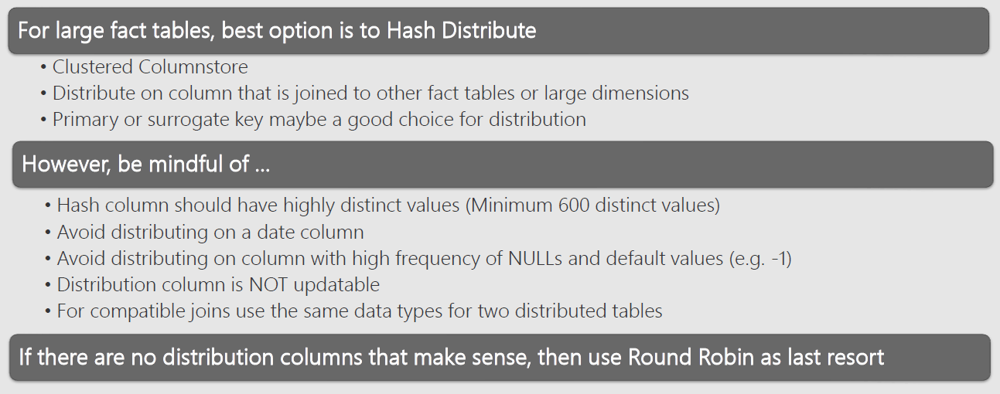 For large fact tables, best option is to Hash Distribute
• Clustered Columnstore
• Distribute on column that is joined to other fact tables or large dimensions
• Primary or surrogate key maybe a good choice for distribution
However, be mindful of ...
• Hash column should have highly distinct values (Minimum 600 distinct values)
• Avoid distributing on a date column
• Avoid distributing on column with high frequency of NULLs and default values (e.g. -1)
• Distribution column is NOT updatable
• For compatible joins use the same data types for two distributed tables
If there are no distribution columns that make sense, then use Round Robin as last resort